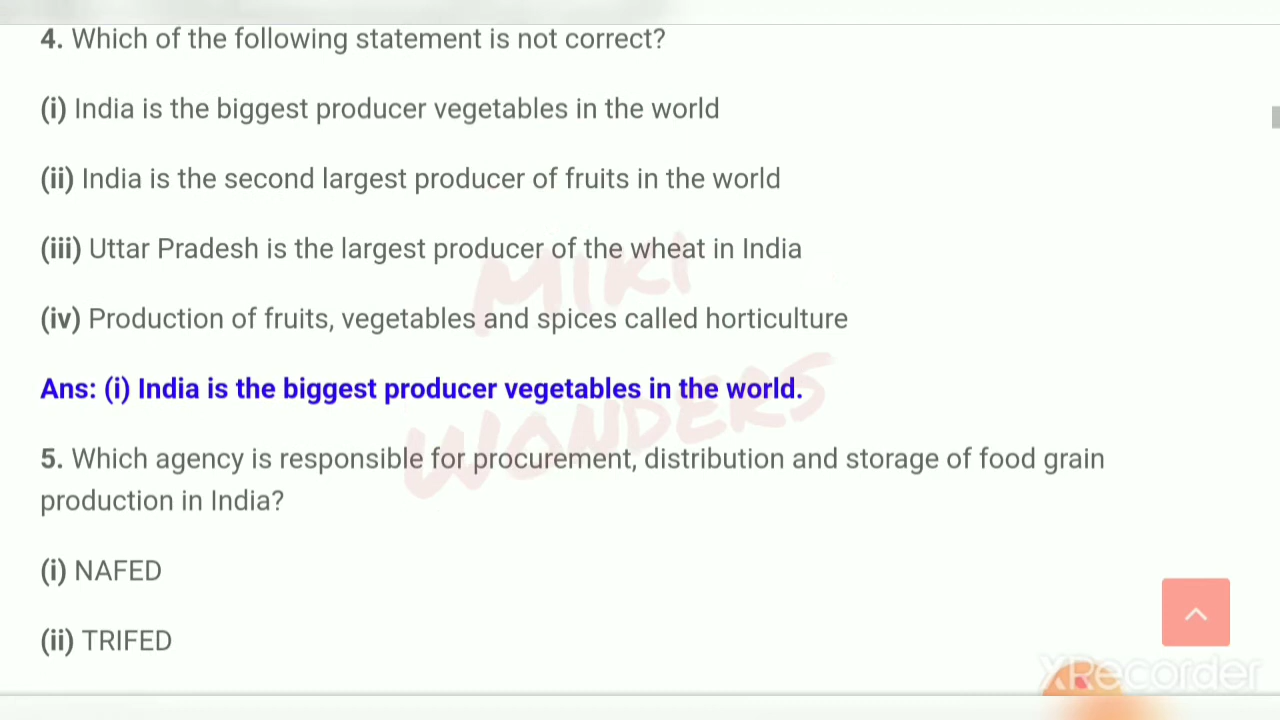 4. Which of the following statement is not correct?
(i) India is the biggest producer vegetables in the world
(ii) India is the second largest producer of fruits in the world
(iii) Uttar Pradesh is the largest producer of the wheat in India
(iv) Production of fruits, vegetables and spices called horticulture
Ans: (i) India is the biggest producer vegetables in the world.
5. Which agency is responsible for procurement, distribution and storage of food grain
production in India?
(i) NAFED
(ii) TRIFED
MIKI
WONDERS
XRecorder